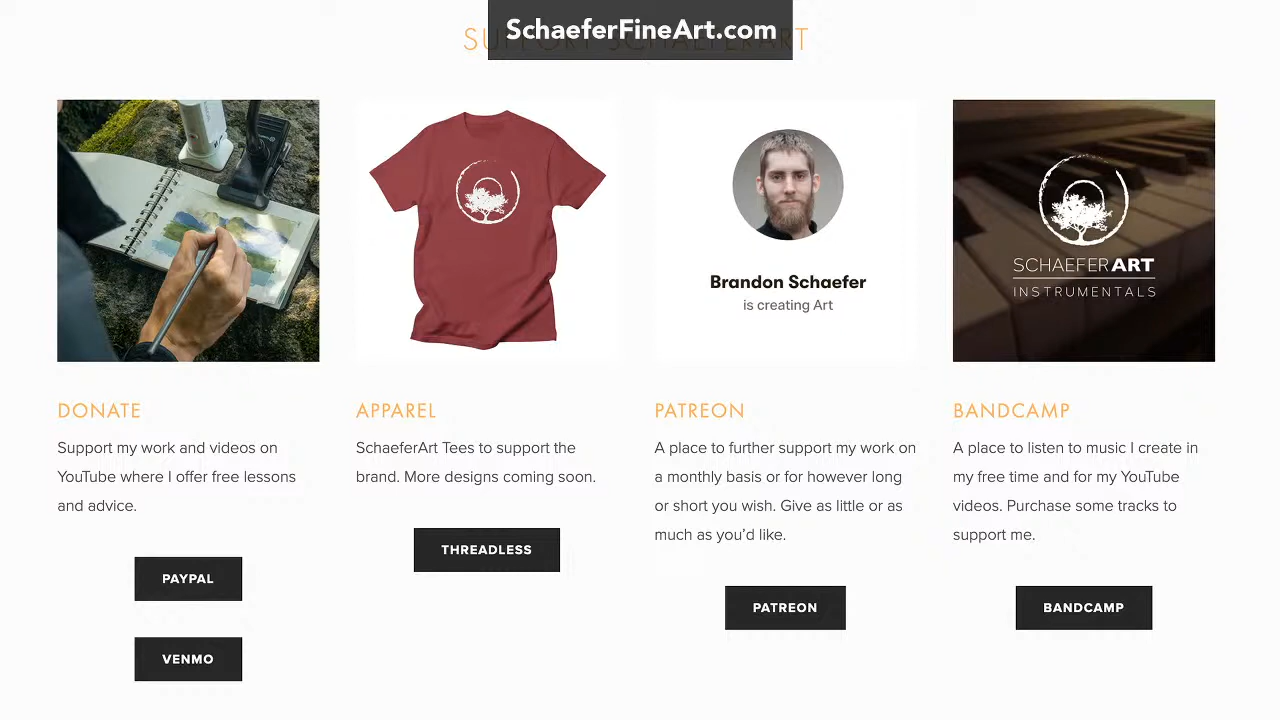 SchaeferFineArt.com
SUPPORT SCHAEFERART
SCHAEFERART
INSTRUMENTALS
Brandon Schaefer
is creating Art
DONATE
Support my work and videos on
YouTube where I offer free lessons
and advice.
PAYPAL
VENMO
APPAREL
SchaeferArt Tees to support the
brand. More designs coming soon.
THREADLESS
PATREON
A place to further support my work on
a monthly basis or for however long
or short you wish. Give as little or as
much as you'd like.
PATREON
BANDCAMP
A place to listen to music I create in
my free time and for my YouTube
videos. Purchase some tracks to
support me.
BANDCAMP